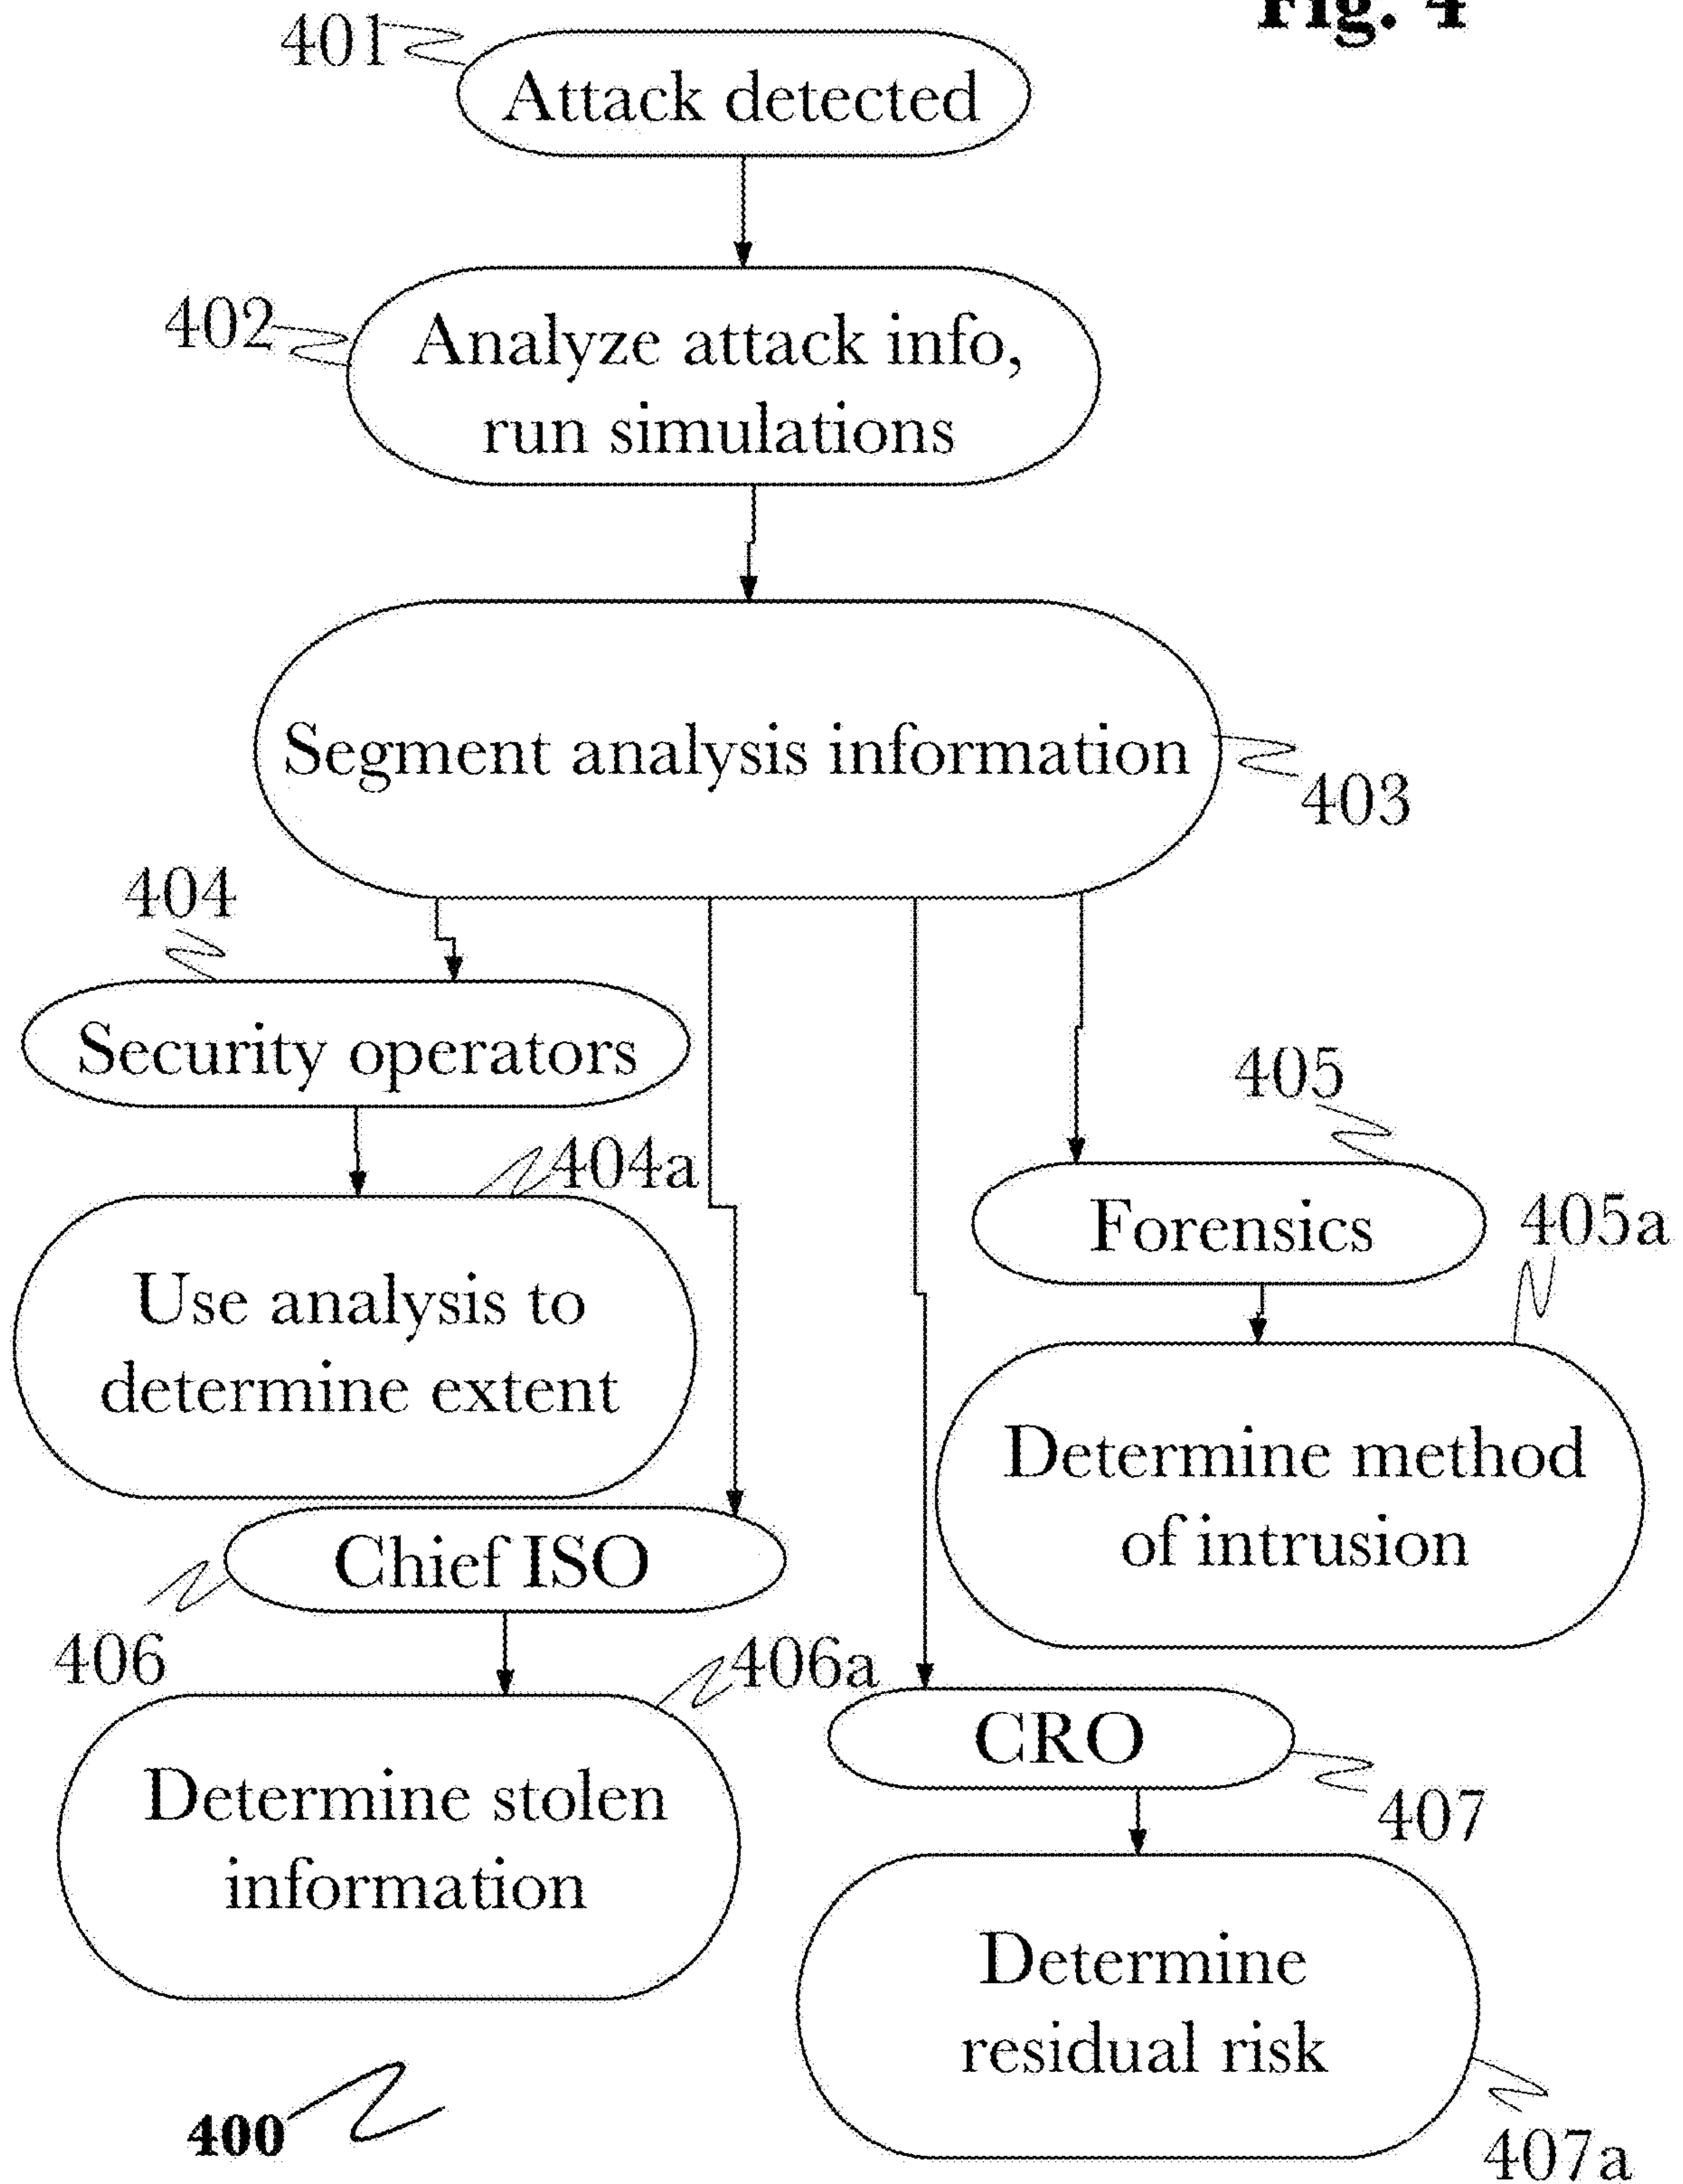 Fig. 4
401
Attack detected
402
Analyze attack info,
run simulations
Segment analysis information
403
404
Security operators
404a
Use analysis to
determine extent
405
Forensics
405a
Determine method
of intrusion
Chief ISO
406
406a
Determine stolen
information
CRO
407
Determine
residual risk
407a
400